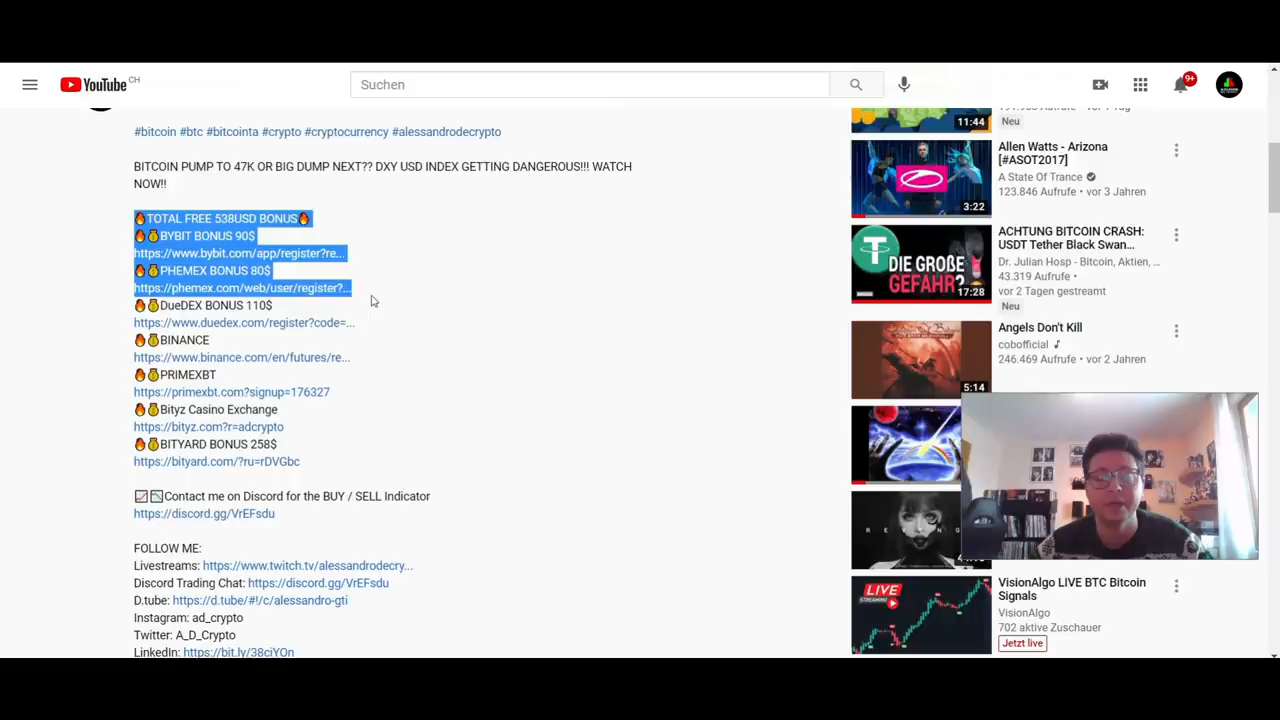 YouTube CH
Suchen
9+
#bitcoin #btc #bitcointa #crypto #cryptocurrency #alessandrodecrypto
BITCOIN PUMP TO 47K OR BIG DUMP NEXT?? DXY USD INDEX GETTING DANGEROUS!!! WATCH
NOW!!
🔥TOTAL FREE 538USD BONUS🔥
🔥💰BYBIT BONUS 90$
https://www.bybit.com/app/register?re...
🔥💰PHEMEX BONUS 80$
https://phemex.com/web/user/register?...
🔥💰DueDEX BONUS 110$
https://www.duedex.com/register?code=...
🔥💰BINANCE
https://www.binance.com/en/futures/re...
🔥💰PRIMEXBT
https://primexbt.com?signup=176327
🔥💰Bityz Casino Exchange
https://bityz.com?r=adcrypto
🔥💰BITYARD BONUS 258$
https://bityard.com/?ru=rDVGbc
📈📉Contact me on Discord for the BUY / SELL Indicator
https://discord.gg/VrEFsdu
FOLLOW ME:
Livestreams: https://www.twitch.tv/alessandrodecry...
Discord Trading Chat: https://discord.gg/VrEFsdu
D.tube: https://d.tube/#!/c/alessandro-gti
Instagram: ad_crypto
Twitter: A_D_Crypto
LinkedIn: https://bit.ly/38ciYOn
11:44
Neu
Allen Watts - Arizona
[#ASOT2017]
A State Of Trance
123.846 Aufrufe • vor 3 Jahren
3:22
ACHTUNG BITCOIN CRASH:
USDT Tether Black Swan...
Dr. Julian Hosp - Bitcoin, Aktien, ...
43.319 Aufrufe •
vor 2 Tagen gestreamt
Neu
DIE GROẞE
GEFAHR?
17:28
Angels Don't Kill
cobofficial
246.469 Aufrufe • vor 2 Jahren
5:14
VisionAlgo LIVE BTC Bitcoin
Signals
VisionAlgo
702 aktive Zuschauer
Jetzt live
LIVE
STREAMING